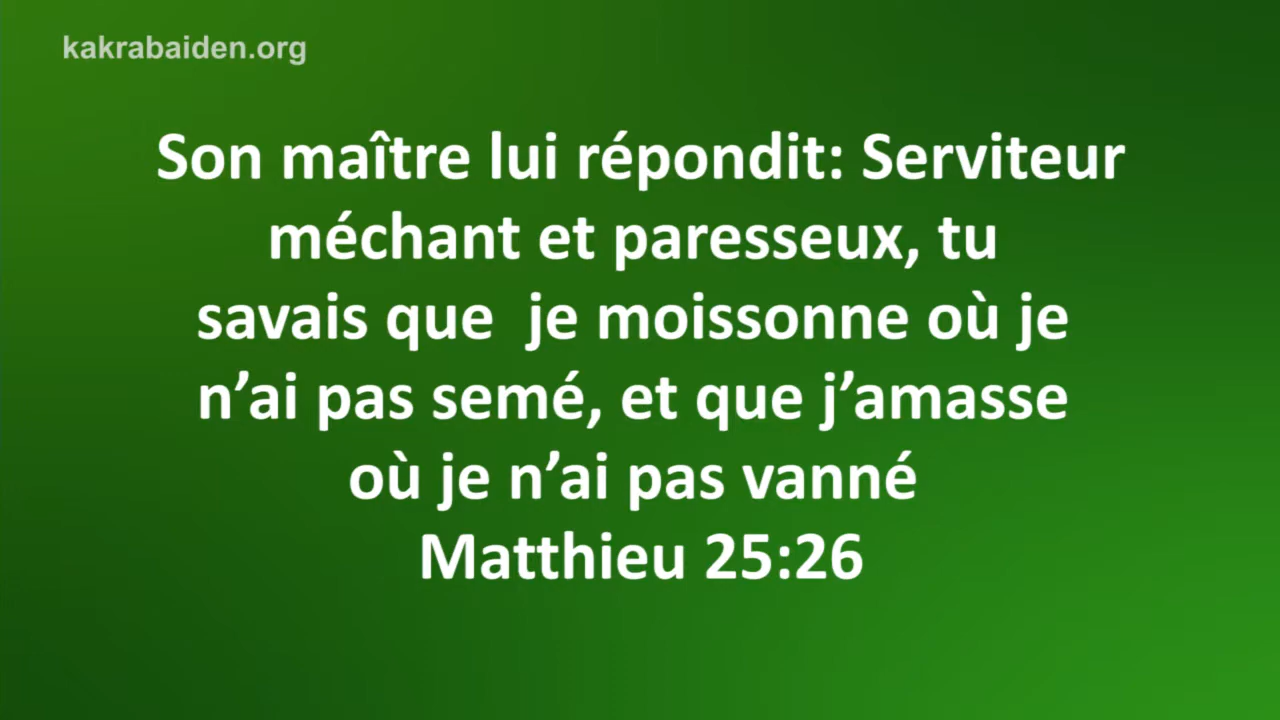 kakrabaiden.org
Son maître lui répondit: Serviteur
méchant et paresseux, tu
savais que  je moissonne où je
n’ai pas semé, et que j’amasse
où je n’ai pas vanné
Matthieu 25:26